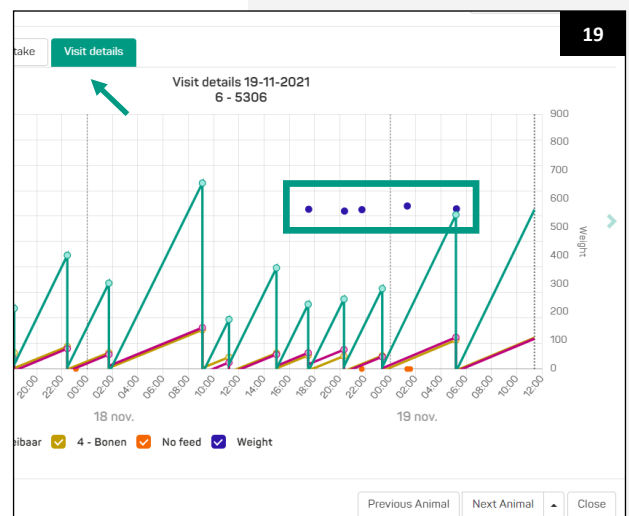 19
take Visit details
Visit details 19-11-2021
6 - 5306
900
800
700
600
500
400
300
200
100
0
Weight
20:00 22:00 00:00 02:00 04:00 06:00 08:00 10:00 12:00 14:00 16:00 18:00 20:00 22:00 00:00 02:00 04:00 06:00 08:00 10:00 12:00
18 nov. 19 nov.
eibaar 4 - Bonen No feed Weight
Previous Animal Next Animal Close